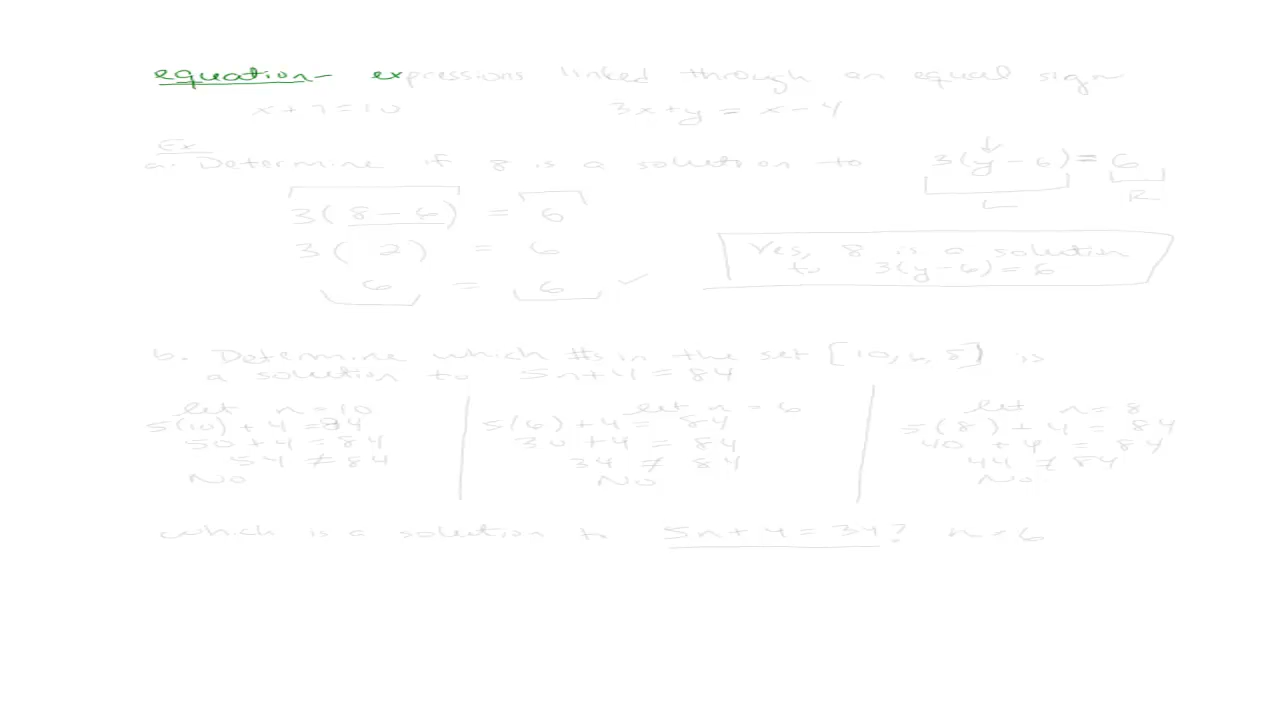 equation - expressions linked through an equal sign
x + 7 = 10 3x + y = x - 4
Ex
a. Determine if 8 is a solution to 3(y - 6) = 6
L R
3(8 - 6) = 6
3(2) = 6
6 = 6 ✓
Yes, 8 is a solution
to 3(y - 6) = 6
b. Determine which #s in the set [10, 6, 8] is
a solution to 5n + 4 = 84
let n = 10
5(10) + 4 = 84
50 + 4 = 84
54 ≠ 84
No
let n = 6
5(6) + 4 = 84
30 + 4 = 84
34 ≠ 84
No
let n = 8
5(8) + 4 = 84
40 + 4 = 84
44 ≠ 84
No
which is a solution to 5n + 4 = 34? n = 6